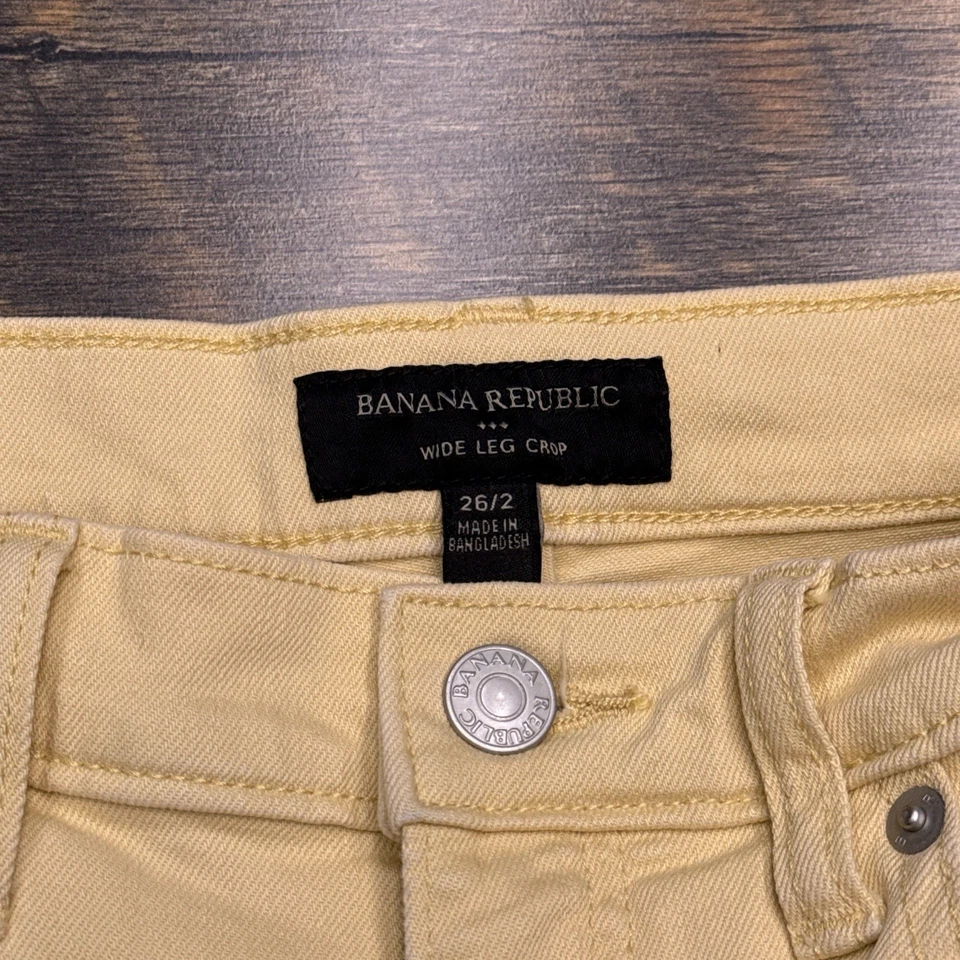 BANANA REPUBLIC
WIDE LEG CROP
26/2
MADE IN
BANGLADESH
BANANA REPUBLIC
B R